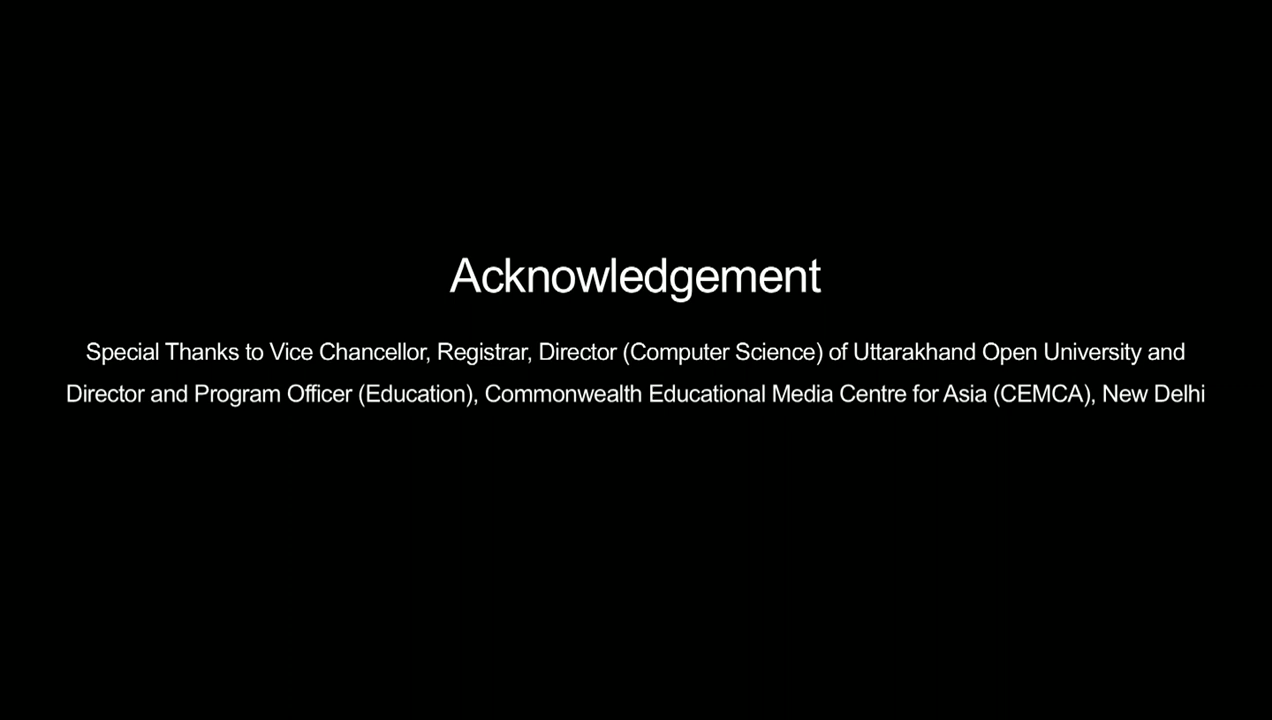 Acknowledgement
Special Thanks to Vice Chancellor, Registrar, Director (Computer Science) of Uttarakhand Open University and
Director and Program Officer (Education), Commonwealth Educational Media Centre for Asia (CEMCA), New Delhi